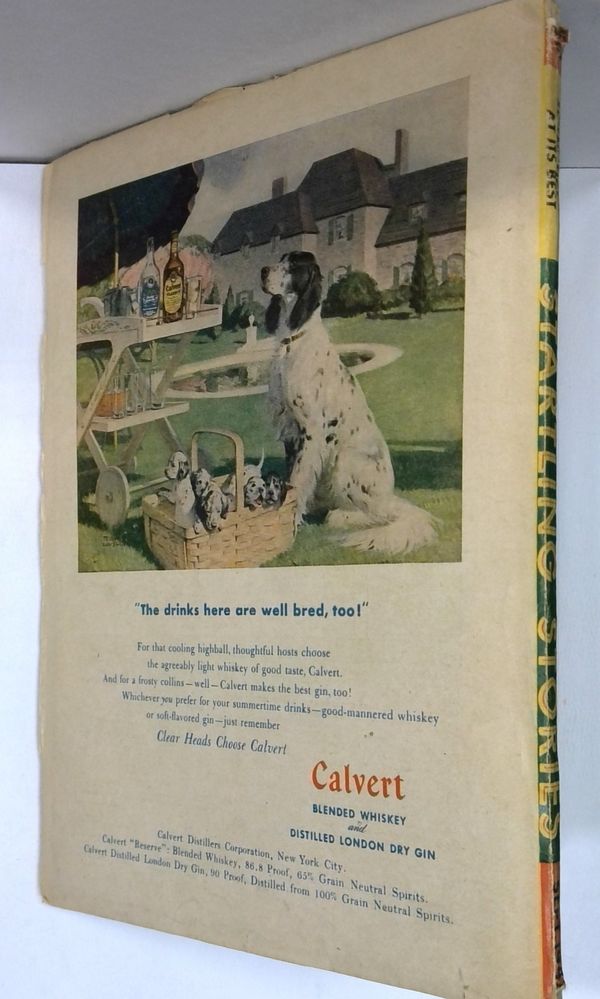 "The drinks here are well bred, too!"
For that cooling highball, thoughtful hosts choose
the agreeably light whiskey of good taste, Calvert.
And for a frosty collins—well—Calvert makes the best gin, too!
Whichever you prefer for your summertime drinks—good-mannered whiskey
or soft-flavored gin—just remember
Clear Heads Choose Calvert
Calvert
BLENDED WHISKEY
and
DISTILLED LONDON DRY GIN
Calvert Distillers Corporation, New York City.
Calvert "Reserve": Blended Whiskey, 86.8 Proof, 65% Grain Neutral Spirits.
Calvert Distilled London Dry Gin, 90 Proof, Distilled from 100% Grain Neutral Spirits.
AT ITS BEST
STARTLING STORIES
Calvert